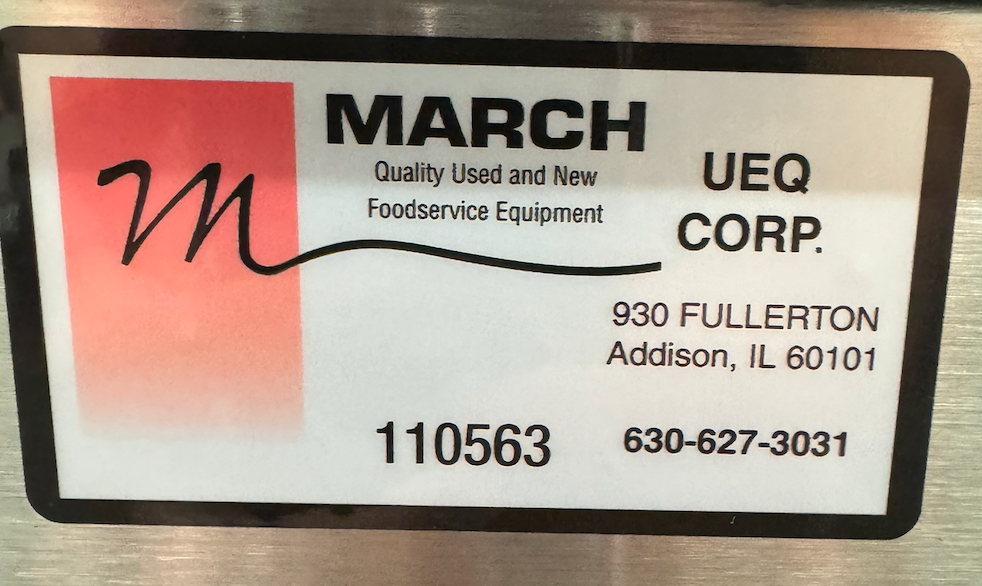 MARCH
Quality Used and New
Foodservice Equipment
UEQ
CORP.
930 FULLERTON
Addison, IL 60101
110563
630-627-3031